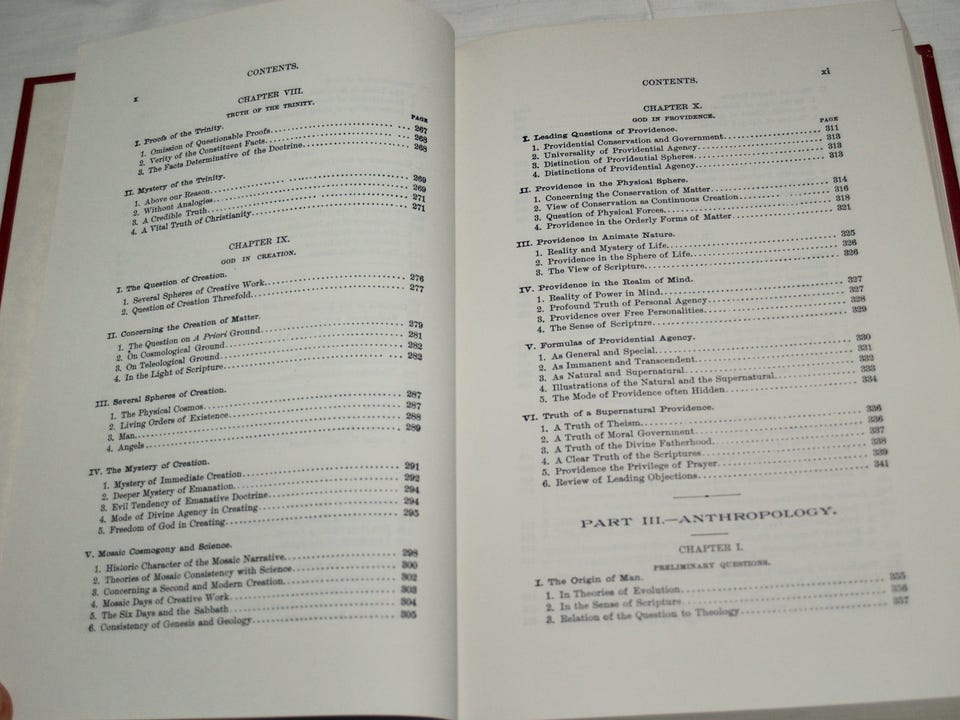 x
CONTENTS.
CHAPTER VIII.
TRUTH OF THE TRINITY.
PAGE
I. Proofs of the Trinity.
1. Omission of Questionable Proofs 267
2. Verity of the Constituent Facts 268
3. The Facts Determinative of the Doctrine 268
II. Mystery of the Trinity.
1. Above our Reason 269
2. Without Analogies 269
3. A Credible Truth 271
4. A Vital Truth of Christianity 271
CHAPTER IX.
GOD IN CREATION.
I. The Question of Creation.
1. Several Spheres of Creative Work 276
2. Question of Creation Threefold 277
II. Concerning the Creation of Matter.
1. The Question on A Priori Ground 279
2. On Cosmological Ground 281
3. On Teleological Ground 282
4. In the Light of Scripture 282
III. Several Spheres of Creation.
1. The Physical Cosmos 287
2. Living Orders of Existence 287
3. Man 288
4. Angels 289
IV. The Mystery of Creation.
1. Mystery of Immediate Creation 291
2. Deeper Mystery of Emanation 292
3. Evil Tendency of Emanative Doctrine 294
4. Mode of Divine Agency in Creating 294
5. Freedom of God in Creating 295
V. Mosaic Cosmogony and Science.
1. Historic Character of the Mosaic Narrative 298
2. Theories of Mosaic Consistency with Science 300
3. Concerning a Second and Modern Creation 302
4. Mosaic Days of Creative Work 303
5. The Six Days and the Sabbath 304
6. Consistency of Genesis and Geology 305
CONTENTS.
xi
CHAPTER X.
GOD IN PROVIDENCE.
PAGE
I. Leading Questions of Providence.
1. Providential Conservation and Government 311
2. Universality of Providential Agency 313
3. Distinction of Providential Spheres 313
4. Distinctions of Providential Agency 313
II. Providence in the Physical Sphere.
1. Concerning the Conservation of Matter 314
2. View of Conservation as Continuous Creation 316
3. Question of Physical Forces 318
4. Providence in the Orderly Forms of Matter 321
III. Providence in Animate Nature.
1. Reality and Mystery of Life 325
2. Providence in the Sphere of Life 326
3. The View of Scripture 326
IV. Providence in the Realm of Mind.
1. Reality of Power in Mind 327
2. Profound Truth of Personal Agency 327
3. Providence over Free Personalities 328
4. The Sense of Scripture 329
V. Formulas of Providential Agency.
1. As General and Special 330
2. As Immanent and Transcendent 331
3. As Natural and Supernatural 332
4. Illustrations of the Natural and the Supernatural 333
5. The Mode of Providence often Hidden 334
VI. Truth of a Supernatural Providence.
1. A Truth of Theism 336
2. A Truth of Moral Government 336
3. A Truth of the Divine Fatherhood 337
4. A Clear Truth of the Scriptures 338
5. Providence the Privilege of Prayer 339
6. Review of Leading Objections 341
PART III.—ANTHROPOLOGY.
CHAPTER I.
PRELIMINARY QUESTIONS.
I. The Origin of Man.
1. In Theories of Evolution 355
2. In the Sense of Scripture 356
3. Relation of the Question to Theology 357